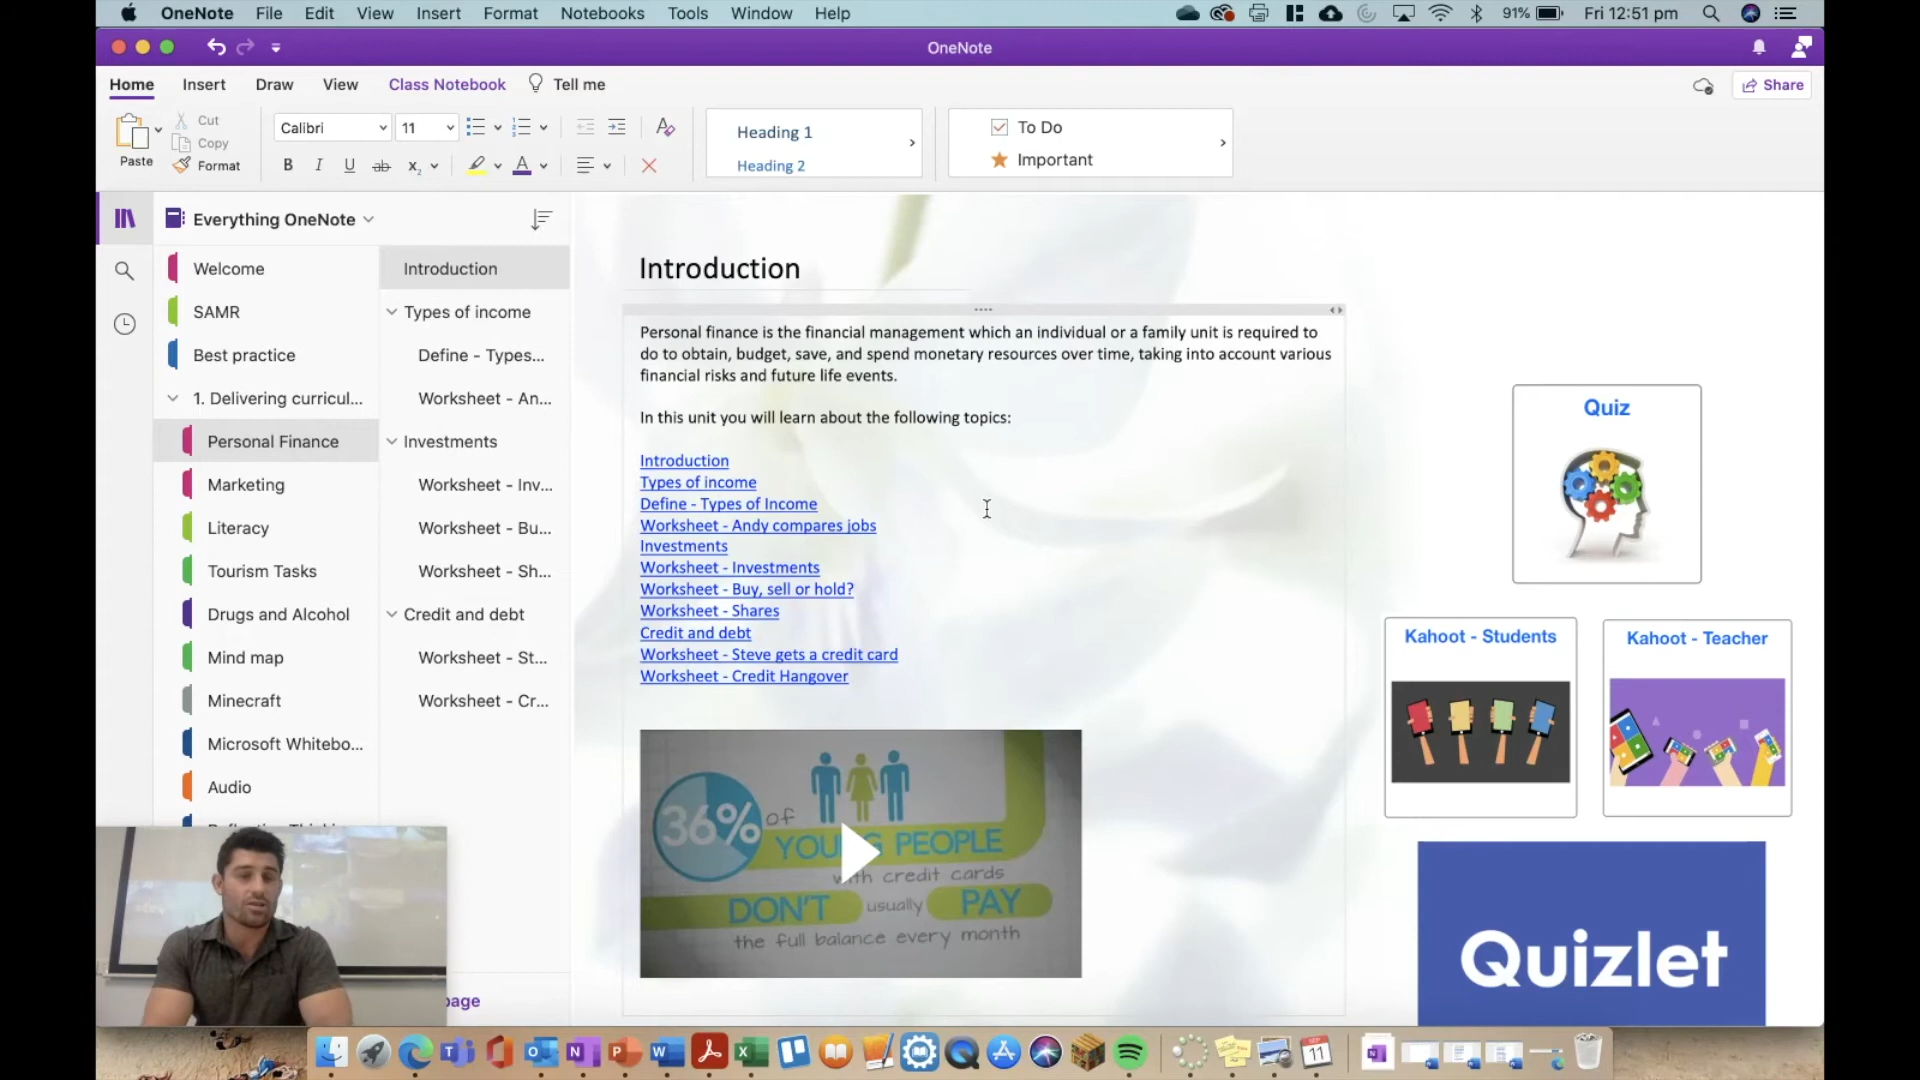 OneNote File Edit View Insert Format Notebooks Tools Window Help 91% Fri 12:51 pm
OneNote
Home Insert Draw View Class Notebook Tell me Share
Paste Cut Copy Format
Calibri 11
B I U ab X2 A
Heading 1
Heading 2
To Do
Important
Everything OneNote
Welcome
SAMR
Best practice
1. Delivering curricul...
Personal Finance
Marketing
Literacy
Tourism Tasks
Drugs and Alcohol
Mind map
Minecraft
Microsoft Whitebo...
Audio
Introduction
Types of income
Define - Types...
Worksheet - An...
Investments
Worksheet - Inv...
Worksheet - Bu...
Worksheet - Sh...
Credit and debt
Worksheet - St...
Worksheet - Cr...
page
Introduction
Personal finance is the financial management which an individual or a family unit is required to
do to obtain, budget, save, and spend monetary resources over time, taking into account various
financial risks and future life events.
In this unit you will learn about the following topics:
Introduction
Types of income
Define - Types of Income
Worksheet - Andy compares jobs
Investments
Worksheet - Investments
Worksheet - Buy, sell or hold?
Worksheet - Shares
Credit and debt
Worksheet - Steve gets a credit card
Worksheet - Credit Hangover
36% of
YOUNG PEOPLE
with credit cards
DON'T usually PAY
the full balance every month
Quiz
Kahoot - Students
Kahoot - Teacher
Quizlet